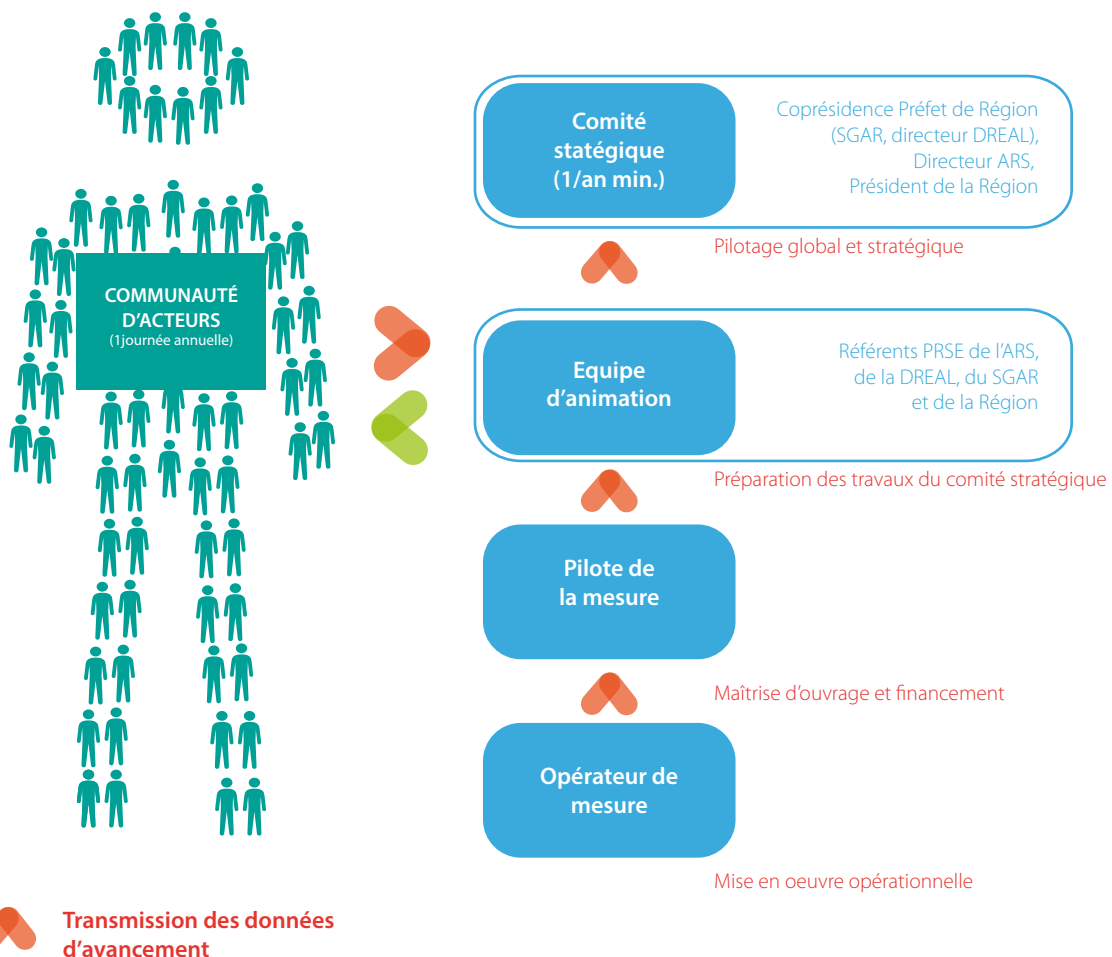 Comité
statégique
(1/an min.)
Coprésidence Préfet de Région
(SGAR, directeur DREAL),
Directeur ARS,
Président de la Région
Pilotage global et stratégique
COMMUNAUTÉ
D'ACTEURS
(1journée annuelle)
Equipe
d'animation
Référents PRSE de l'ARS,
de la DREAL, du SGAR
et de la Région
Préparation des travaux du comité stratégique
Pilote de
la mesure
Maîtrise d'ouvrage et financement
Opérateur de
mesure
Mise en oeuvre opérationnelle
Transmission des données
d'avancement